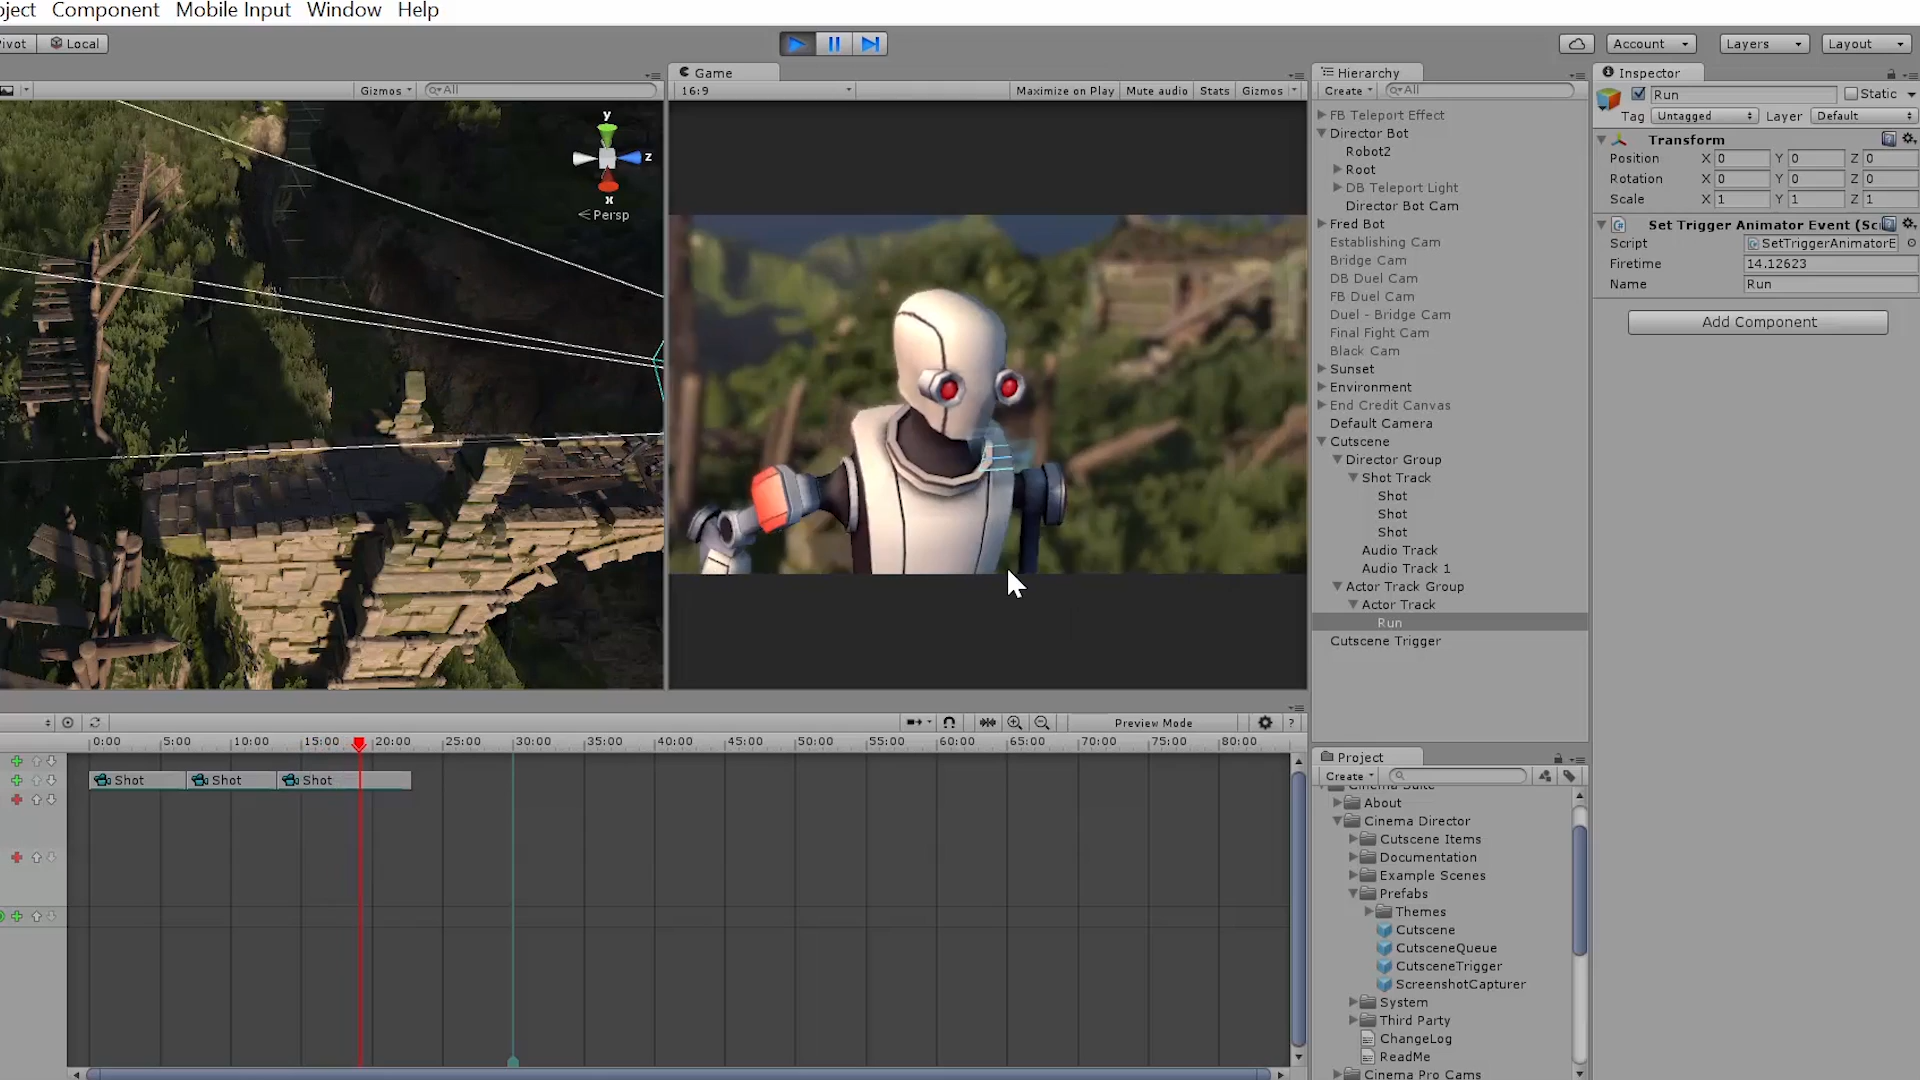 oject Component Mobile Input Window Help
Pivot Local
Account Layers Layout
Game
Hierarchy
Inspector
Gizmos All
16:9 Maximize on Play Mute audio Stats Gizmos
Create All
Run Static
Tag Untagged Layer Default
y
z
x
Persp
FB Teleport Effect
Director Bot
Robot2
Root
DB Teleport Light
Director Bot Cam
Fred Bot
Establishing Cam
Bridge Cam
DB Duel Cam
FB Duel Cam
Duel - Bridge Cam
Final Fight Cam
Black Cam
Sunset
Environment
End Credit Canvas
Default Camera
Cutscene
Director Group
Shot Track
Shot
Shot
Shot
Audio Track
Audio Track 1
Actor Track Group
Actor Track
Run
Cutscene Trigger
Transform
Position X 0 Y 0 Z 0
Rotation X 0 Y 0 Z 0
Scale X 1 Y 1 Z 1
Set Trigger Animator Event (Sc
Script SetTriggerAnimatorE
Firetime 14.12623
Name Run
Add Component
Preview Mode ?
0:00 5:00 10:00 15:00 20:00 25:00 30:00 35:00 40:00 45:00 50:00 55:00 60:00 65:00 70:00 75:00 80:00
Shot Shot Shot
Project
Create
Cinema Suite
About
Cinema Director
Cutscene Items
Documentation
Example Scenes
Prefabs
Themes
Cutscene
CutsceneQueue
CutsceneTrigger
ScreenshotCapturer
System
Third Party
ChangeLog
ReadMe
Cinema Pro Cams